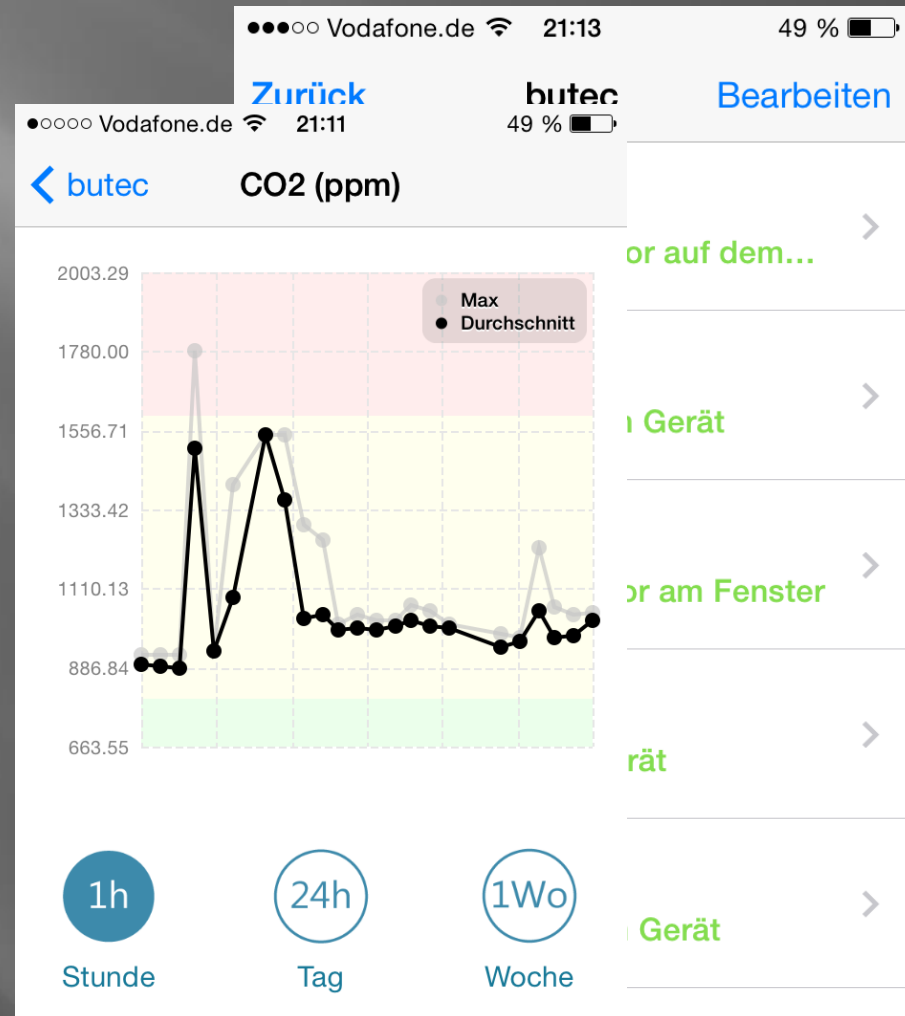 Vodafone.de 21:13 49 %
Zurück butec Bearbeiten
Vodafone.de 21:11 49 %
butec CO2 (ppm)
2003.29
1780.00
1556.71
1333.42
1110.13
886.84
663.55
Max
Durchschnitt
1h 24h 1Wo
Stunde Tag Woche
or auf dem...
Gerät
or am Fenster
rät
Gerät